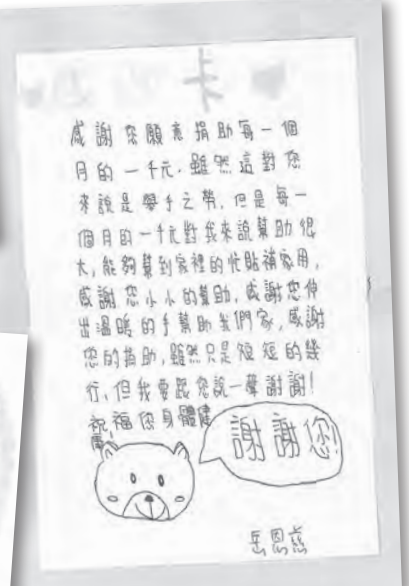 卡
感謝您願意捐助每一個
月的一千元.雖然這對您
來說是舉手之勞,但是每一
個月的一千元對我來說幫助很
大,能夠幫到家裡的忙貼補家用,
感謝您小小的幫助,感謝您伸
出溫暖的手幫助我們家,感謝
您的捐助,雖然只是短短的幾
行,但我要跟您說一聲謝謝!
祝福您身體健
康!
謝謝您!
岳恩慈